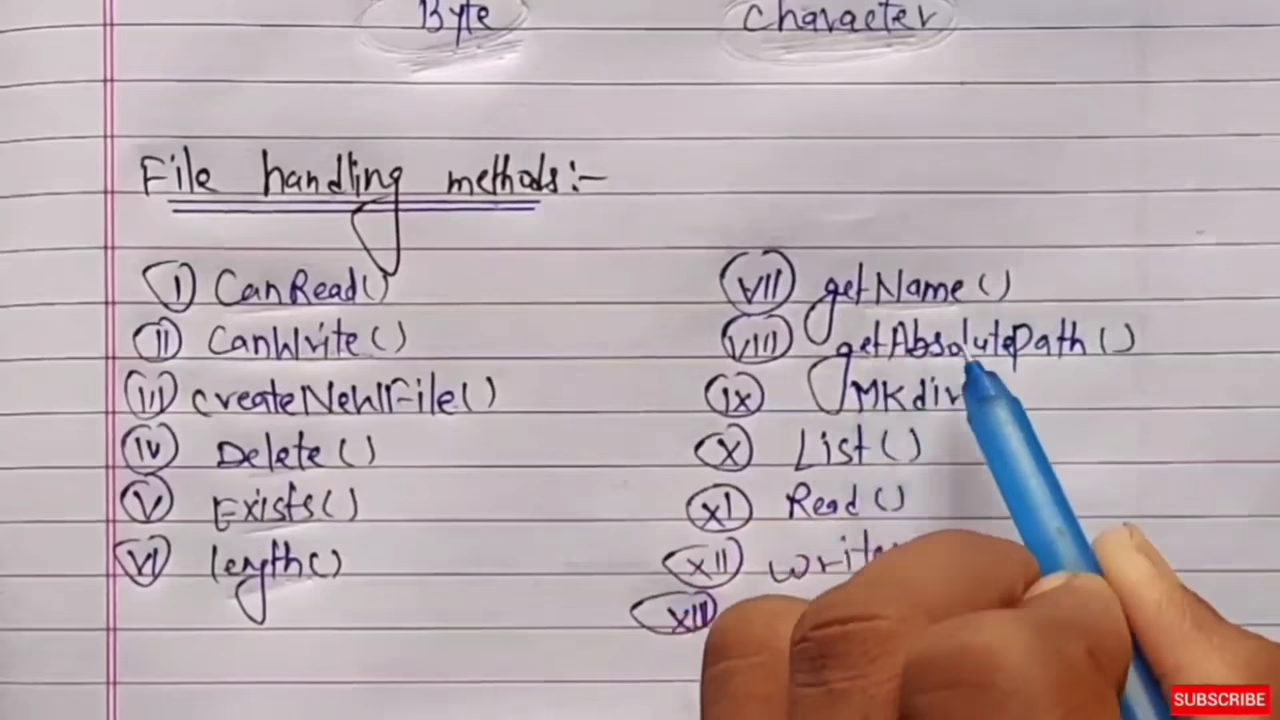 Byte Character
File handling methods:-
I CanRead()
II CanWrite()
III createNewFile()
IV Delete()
V Exists()
VI length()
VII getName()
VIII getAbsolutePath()
IX MKdir
X List()
XI Read()
XII Write
XIII
SUBSCRIBE